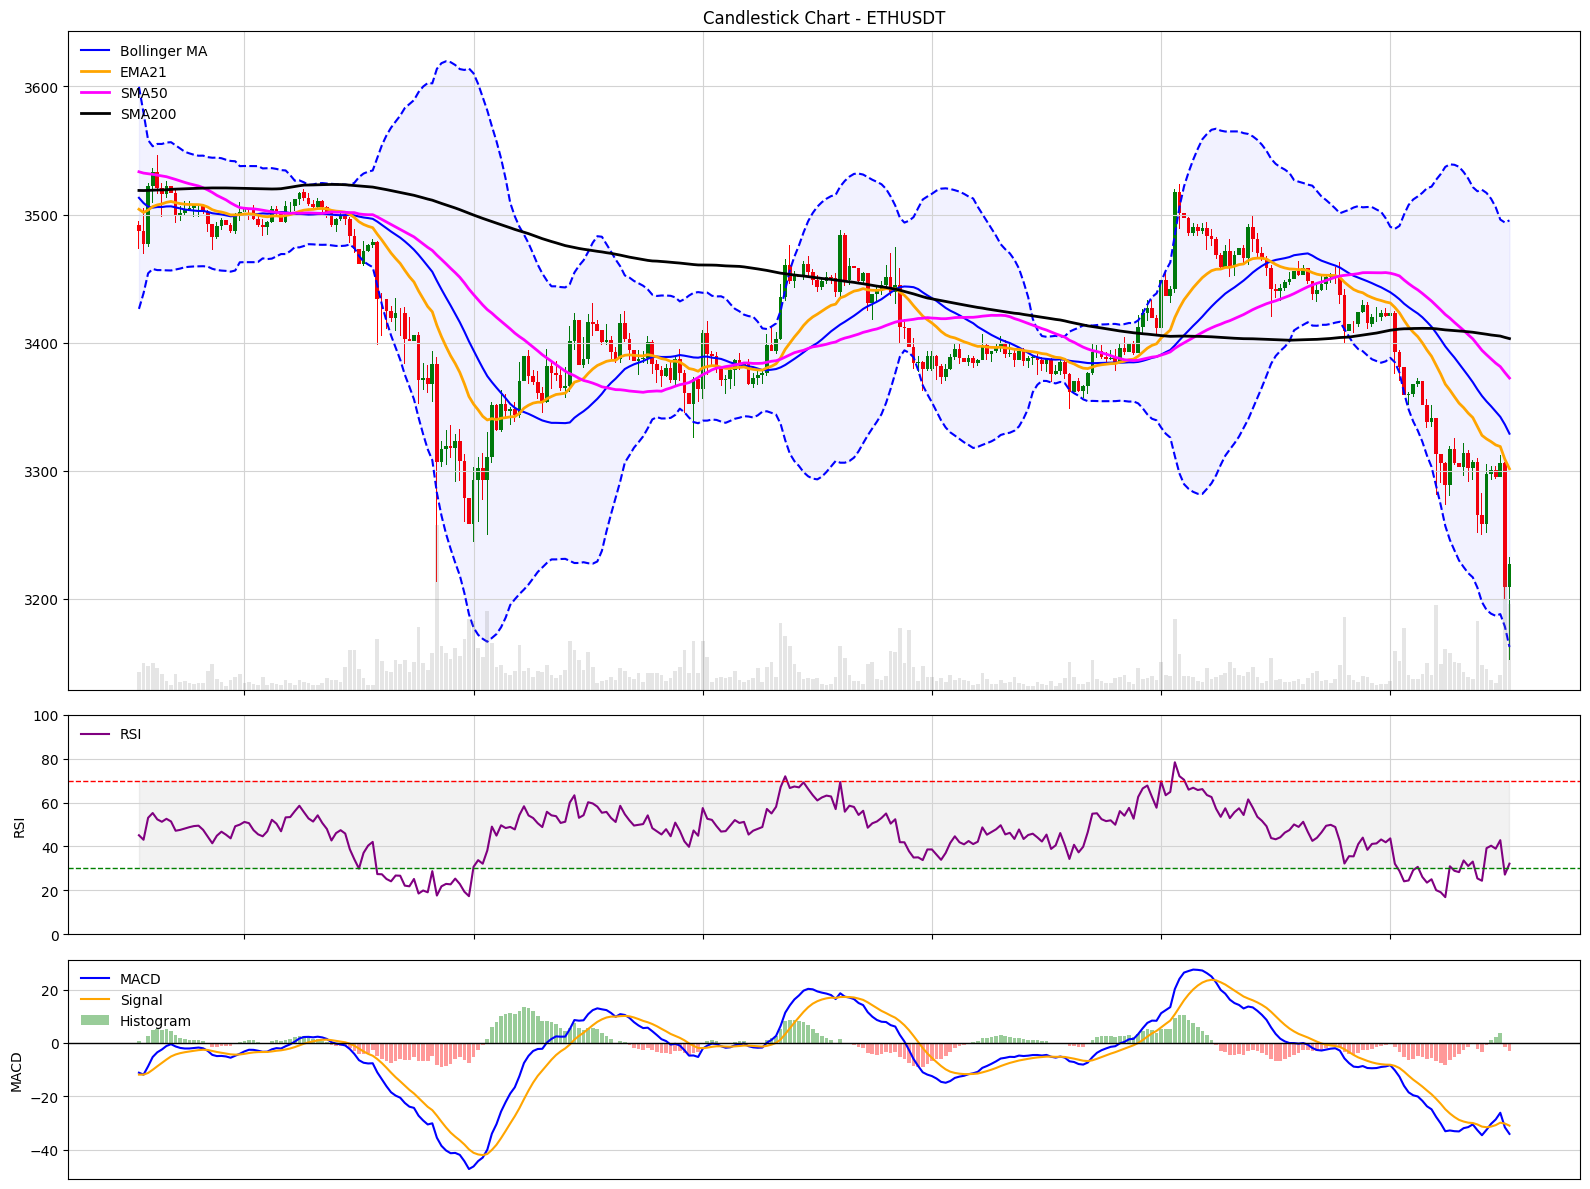 Candlestick Chart - ETHUSDT
Bollinger MA
EMA21
SMA50
SMA200
3600
3500
3400
3300
3200
RSI
100
80
60
40
20
0
RSI
MACD
Signal
Histogram
20
0
−20
−40
MACD